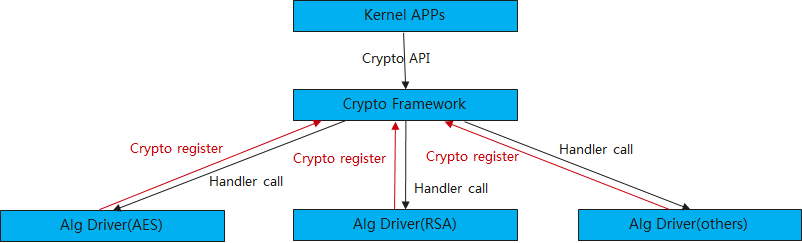 Kernel APPs
Crypto API
Crypto Framework
Crypto register
Handler call
Crypto register
Handler call
Crypto register
Handler call
Alg Driver(AES)
Alg Driver(RSA)
Alg Driver(others)